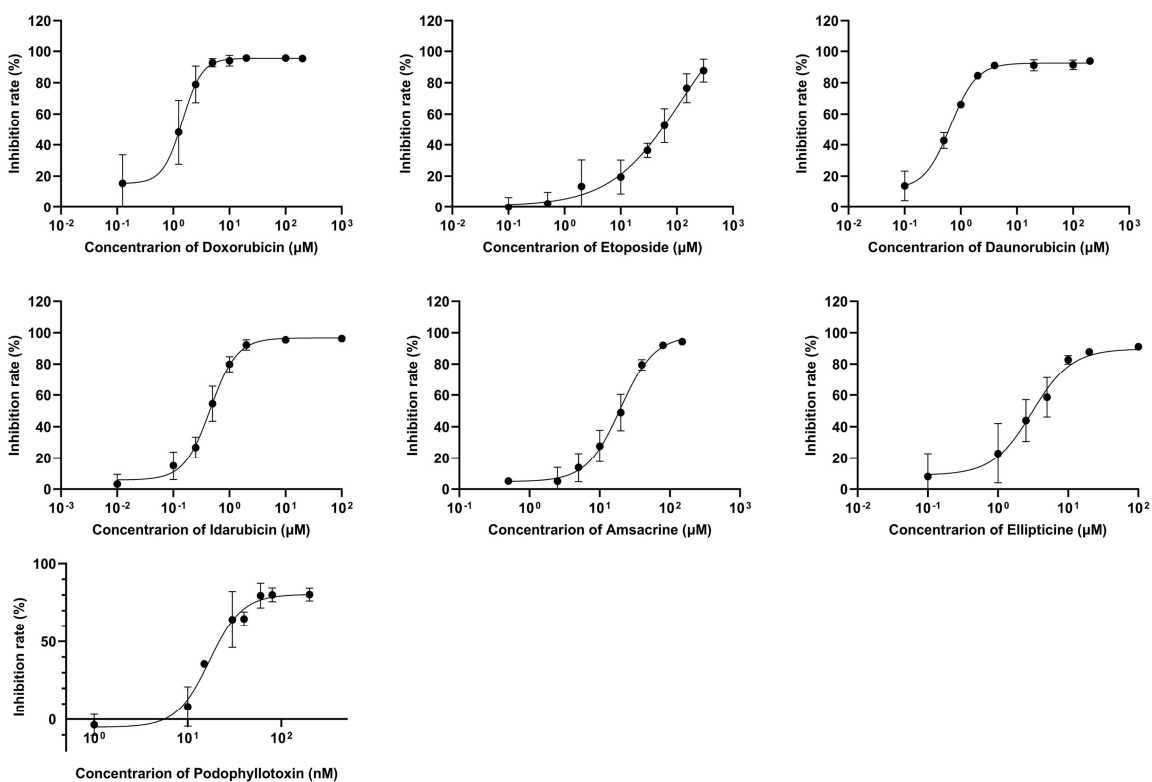 120
100
80
60
40
20
0
10-2 10-1 100 101 102 103
Inhibition rate (%)
Concentrarion of Doxorubicin (µM)
120
100
80
60
40
20
0
10-2 10-1 100 101 102 103
Inhibition rate (%)
Concentrarion of Etoposide (µM)
120
100
80
60
40
20
0
10-2 10-1 100 101 102 103
Inhibition rate (%)
Concentrarion of Daunorubicin (µM)
120
100
80
60
40
20
0
10-3 10-2 10-1 100 101 102
Inhibition rate (%)
Concentrarion of Idarubicin (µM)
120
100
80
60
40
20
0
10-1 100 101 102 103
Inhibition rate (%)
Concentrarion of Amsacrine (µM)
120
100
80
60
40
20
0
10-2 10-1 100 101 102
Inhibition rate (%)
Concentrarion of Ellipticine (µM)
100
50
0
100 101 102
Inhibition rate (%)
Concentrarion of Podophyllotoxin (nM)